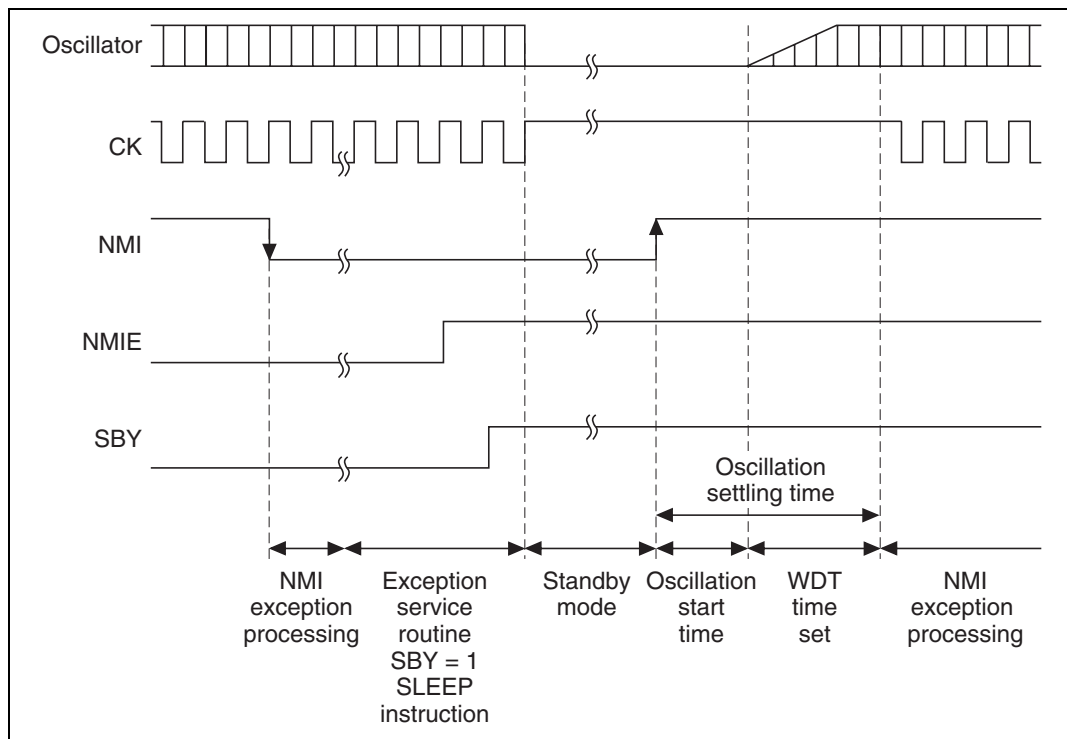 Oscillator
CK
NMI
NMIE
SBY
Oscillation
settling time
NMI
exception
processing
Exception
service
routine
SBY = 1
SLEEP
instruction
Standby
mode
Oscillation
start
time
WDT
time
set
NMI
exception
processing